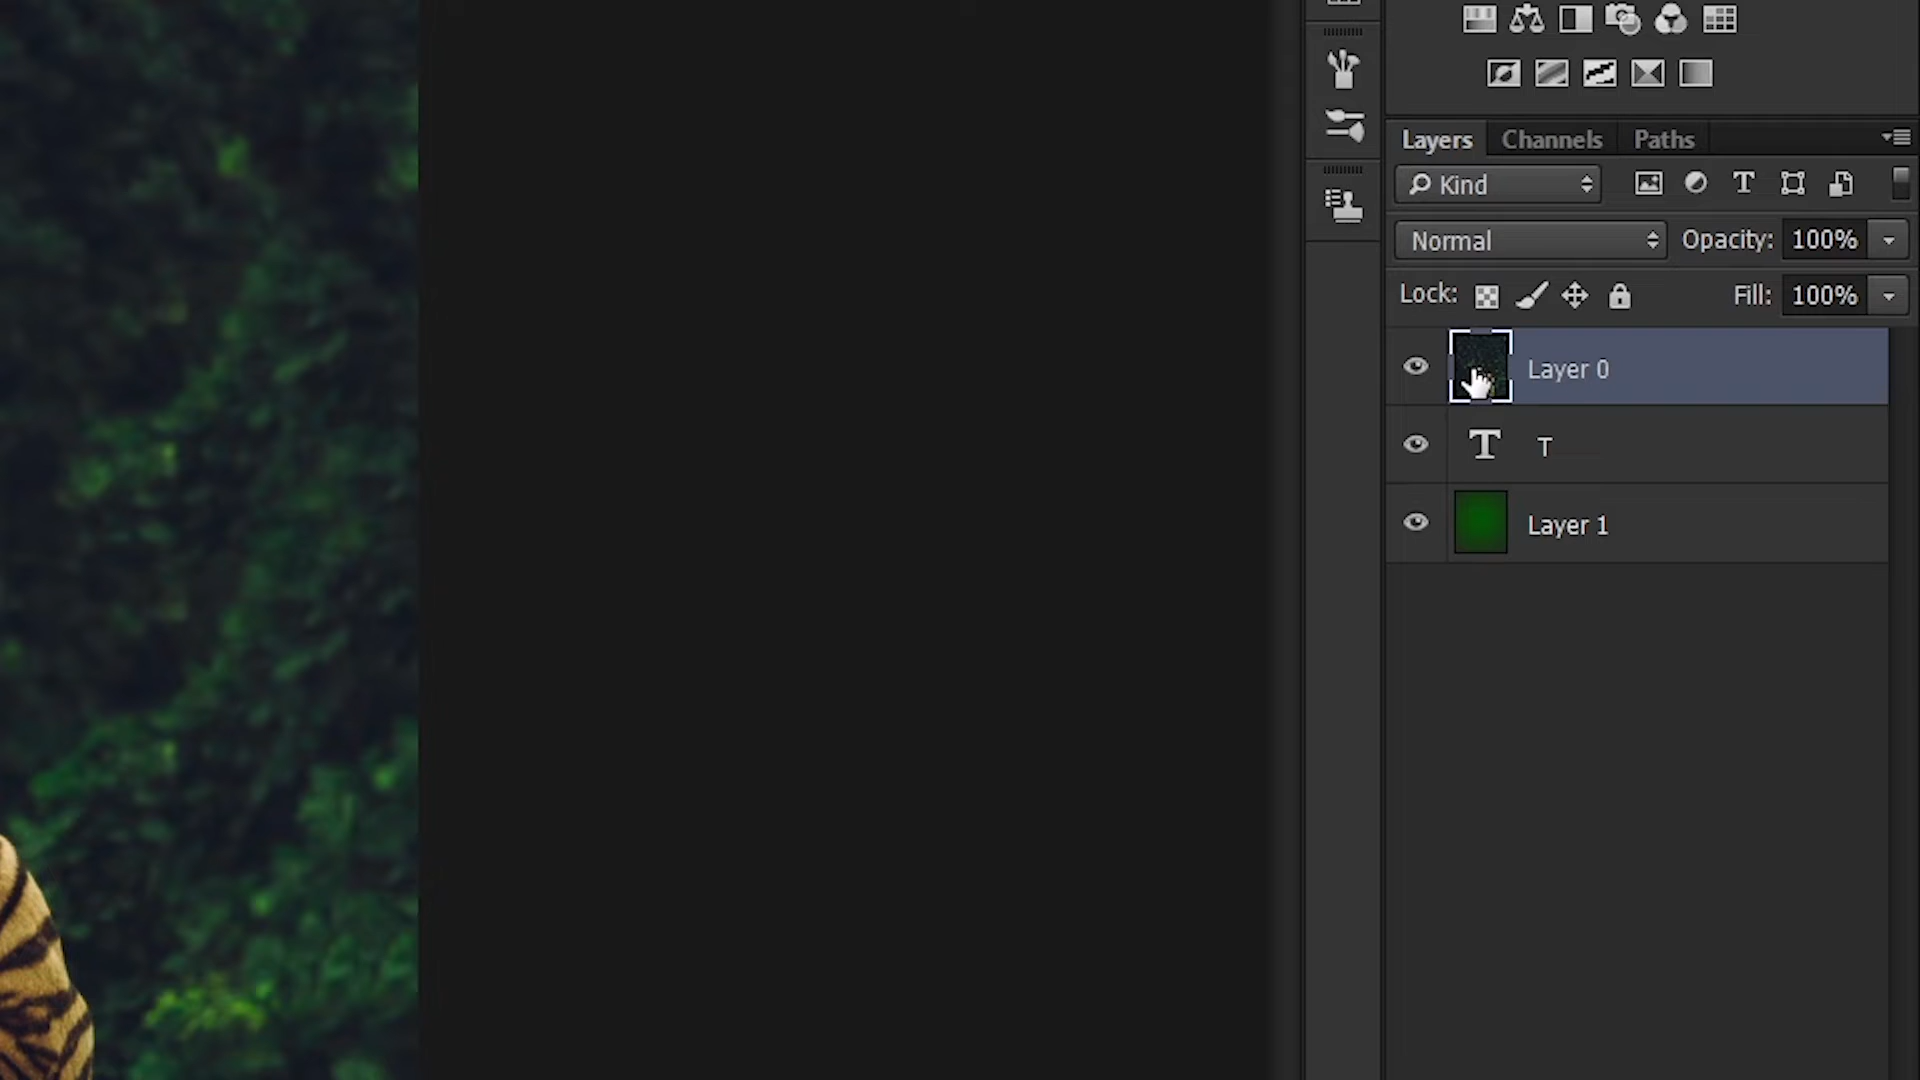 Layers Channels Paths
Kind T
Normal Opacity: 100%
Lock: Fill: 100%
Layer 0
T T
Layer 1